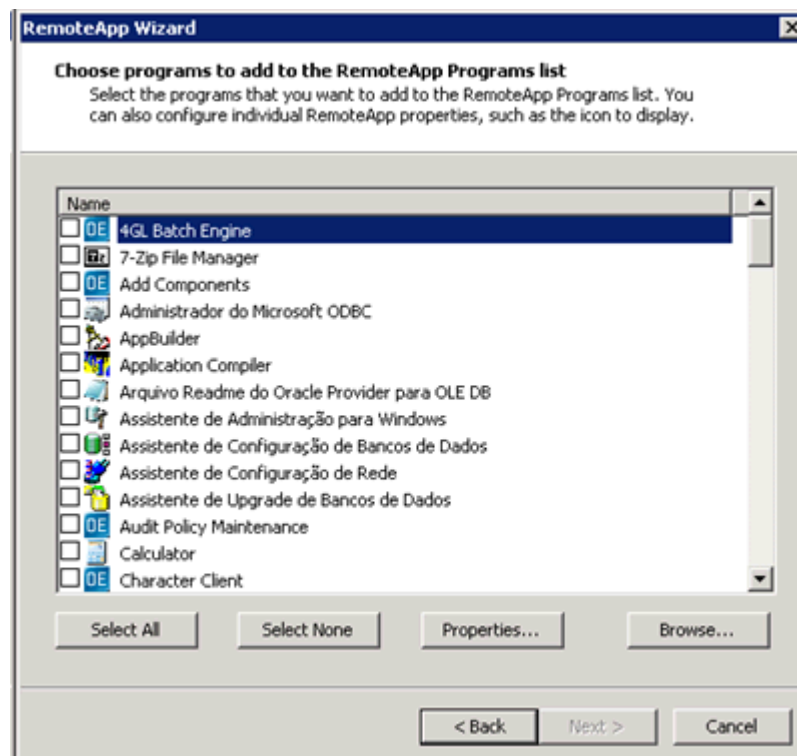 RemoteApp Wizard
Choose programs to add to the RemoteApp Programs list
Select the programs that you want to add to the RemoteApp Programs list. You
can also configure individual RemoteApp properties, such as the icon to display.
Name
OE 4GL Batch Engine
7z 7-Zip File Manager
OE Add Components
Administrador do Microsoft ODBC
AppBuilder
Application Compiler
Arquivo Readme do Oracle Provider para OLE DB
Assistente de Administração para Windows
Assistente de Configuração de Bancos de Dados
Assistente de Configuração de Rede
Assistente de Upgrade de Bancos de Dados
OE Audit Policy Maintenance
Calculator
OE Character Client
Select All Select None Properties... Browse...
< Back Next > Cancel